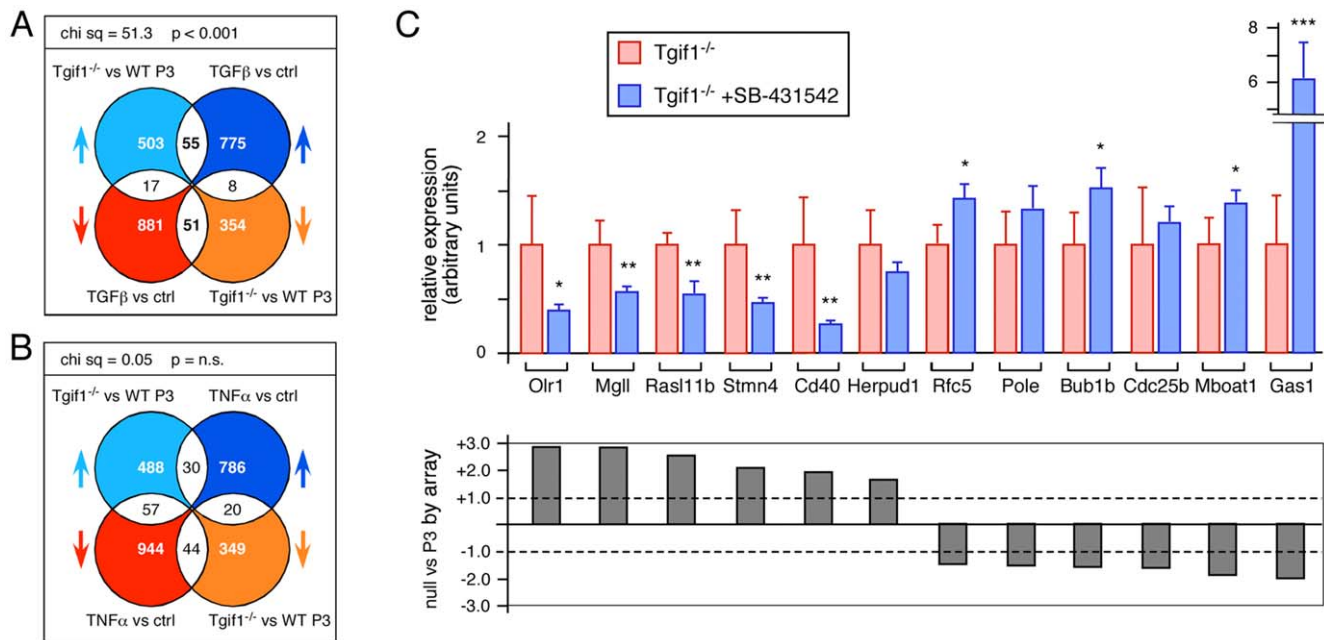 A
chi sq = 51.3 p < 0.001
Tgif1-/- vs WT P3 TGFβ vs ctrl
503 55 775
17 8
881 51 354
TGFβ vs ctrl Tgif1-/- vs WT P3
B
chi sq = 0.05 p = n.s.
Tgif1-/- vs WT P3 TNFα vs ctrl
488 30 786
57 20
944 44 349
TNFα vs ctrl Tgif1-/- vs WT P3
C
Tgif1-/-
Tgif1-/- +SB-431542
8
6
***
relative expression
(arbitrary units)
2
1
0
* ** ** ** ** * * *
Olr1 Mgll Rasl11b Stmn4 Cd40 Herpud1 Rfc5 Pole Bub1b Cdc25b Mboat1 Gas1
null vs P3 by array
+3.0
+2.0
+1.0
-1.0
-2.0
-3.0